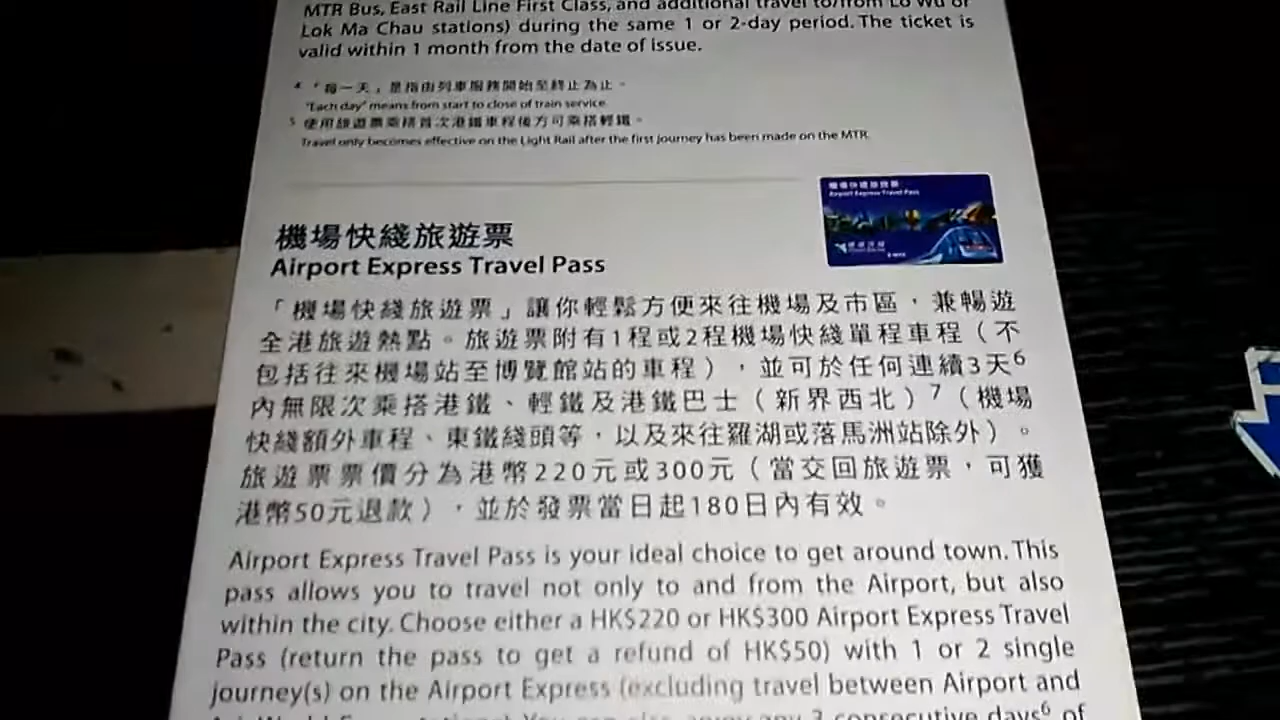 MTR Bus, East Rail Line First Class, and additional travel to/from Lo Wu or
Lok Ma Chau stations) during the same 1 or 2-day period. The ticket is
valid within 1 month from the date of issue.
4 「每一天」是指由列車服務開始至終止為止。
"Each day" means from start to close of train service.
5 使用旅遊票乘搭首次港鐵車程後方可乘搭輕鐵。
Travel only becomes effective on the Light Rail after the first journey has been made on the MTR.
機場快綫旅遊票
Airport Express Travel Pass
機場快綫旅遊票
Airport Express Travel Pass
「機場快綫旅遊票」讓你輕鬆方便來往機場及市區，兼暢遊
全港旅遊熱點。旅遊票附有1程或2程機場快綫單程車程（不
包括往來機場站至博覽館站的車程），並可於任何連續3天6
內無限次乘搭港鐵、輕鐵及港鐵巴士（新界西北）7（機場
快綫額外車程、東鐵綫頭等，以及來往羅湖或落馬洲站除外）。
旅遊票票價分為港幣220元或300元（當交回旅遊票，可獲
港幣50元退款），並於發票當日起180日內有效。
Airport Express Travel Pass is your ideal choice to get around town. This
pass allows you to travel not only to and from the Airport, but also
within the city. Choose either a HK$220 or HK$300 Airport Express Travel
Pass (return the pass to get a refund of HK$50) with 1 or 2 single
journey(s) on the Airport Express (excluding travel between Airport and
3 consecutive days6 of